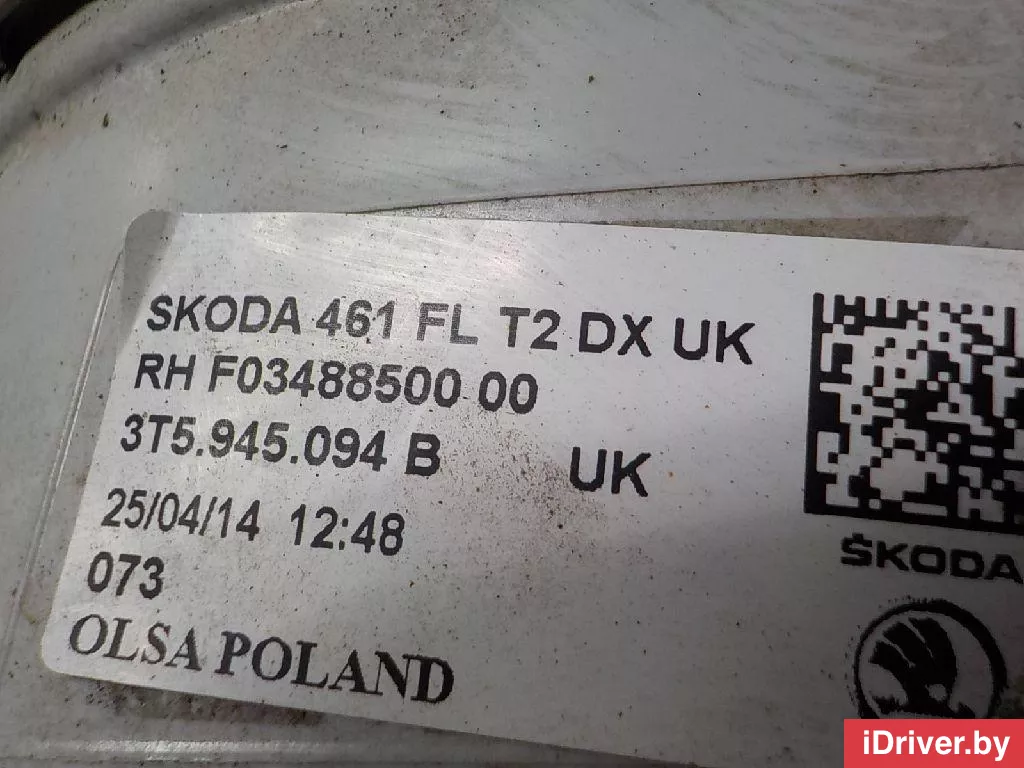 SKODA 461 FL T2 DX UK
RH F03488500 00
3T5.945.094 B UK
25/04/14 12:48
073
OLSA POLAND
ŠKODA
iDriver.by